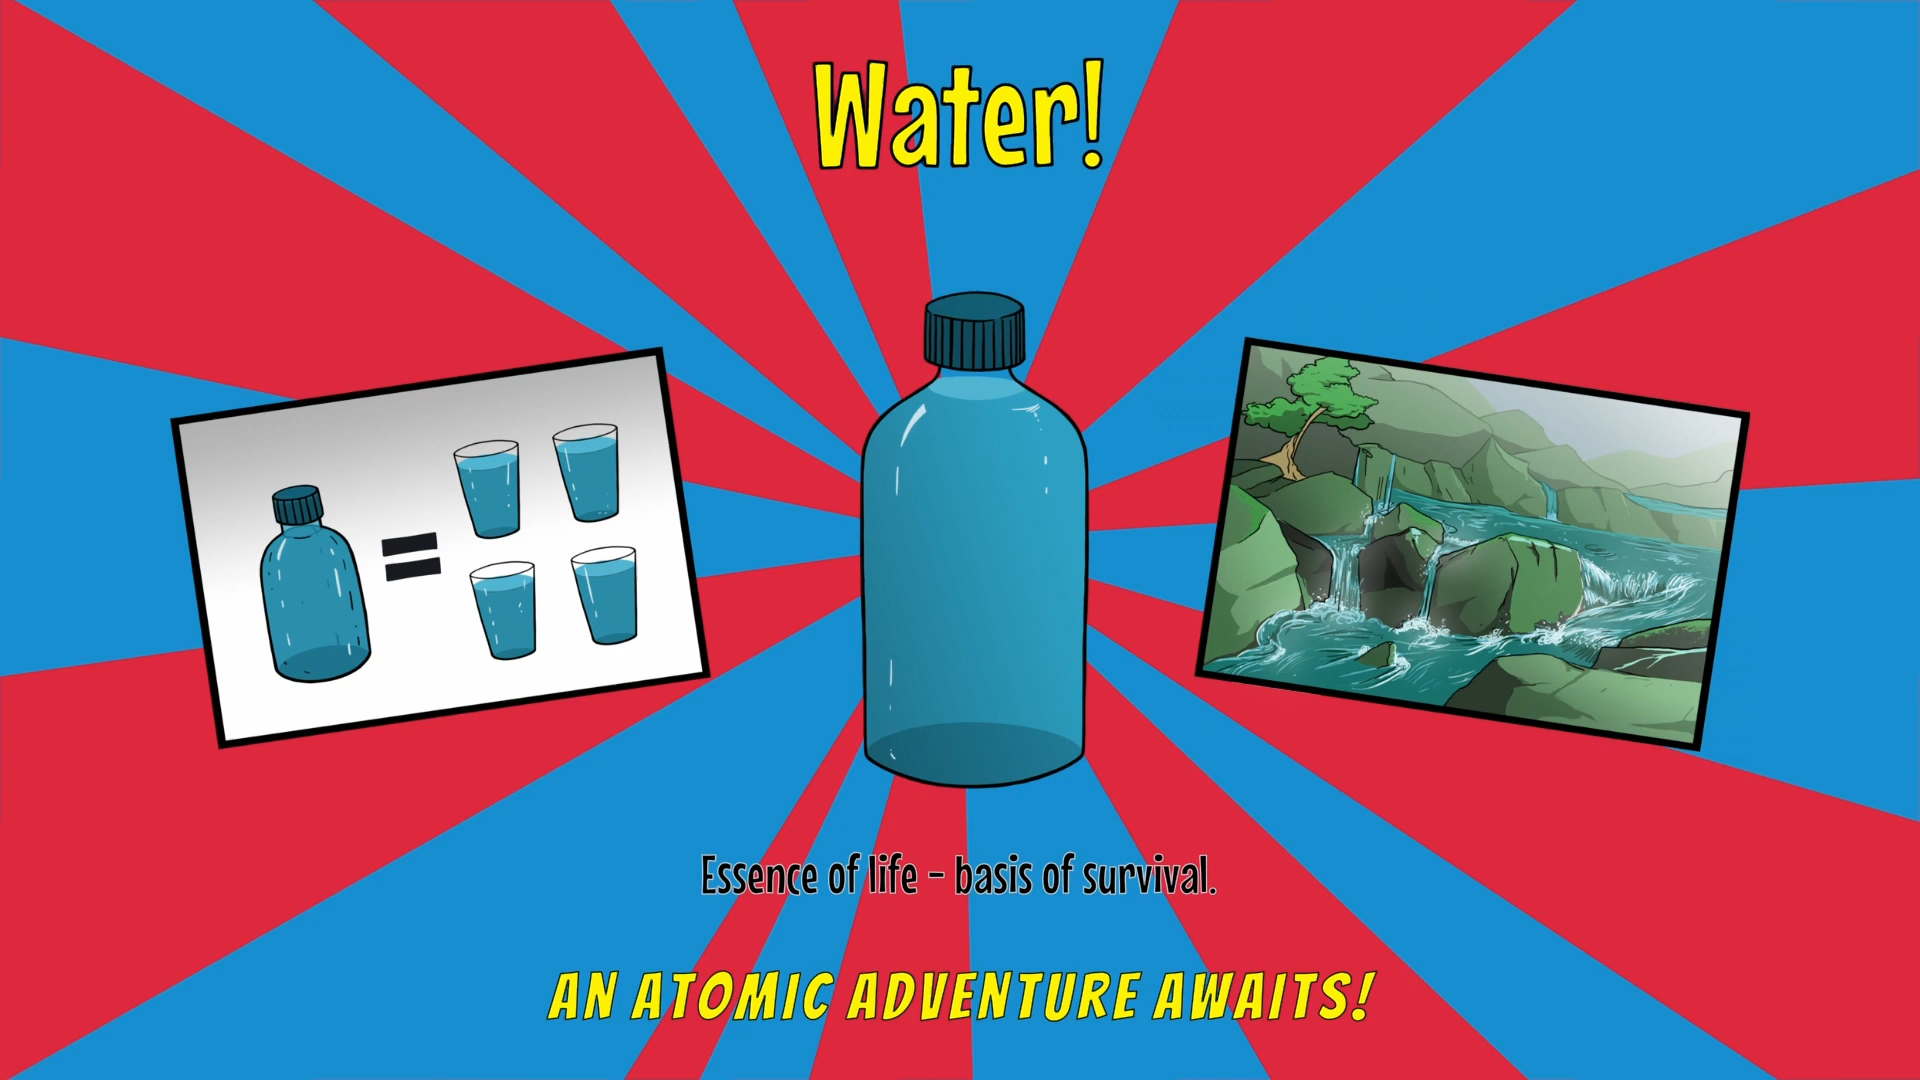 Water!
Essence of life - basis of survival.
AN ATOMIC ADVENTURE AWAITS!